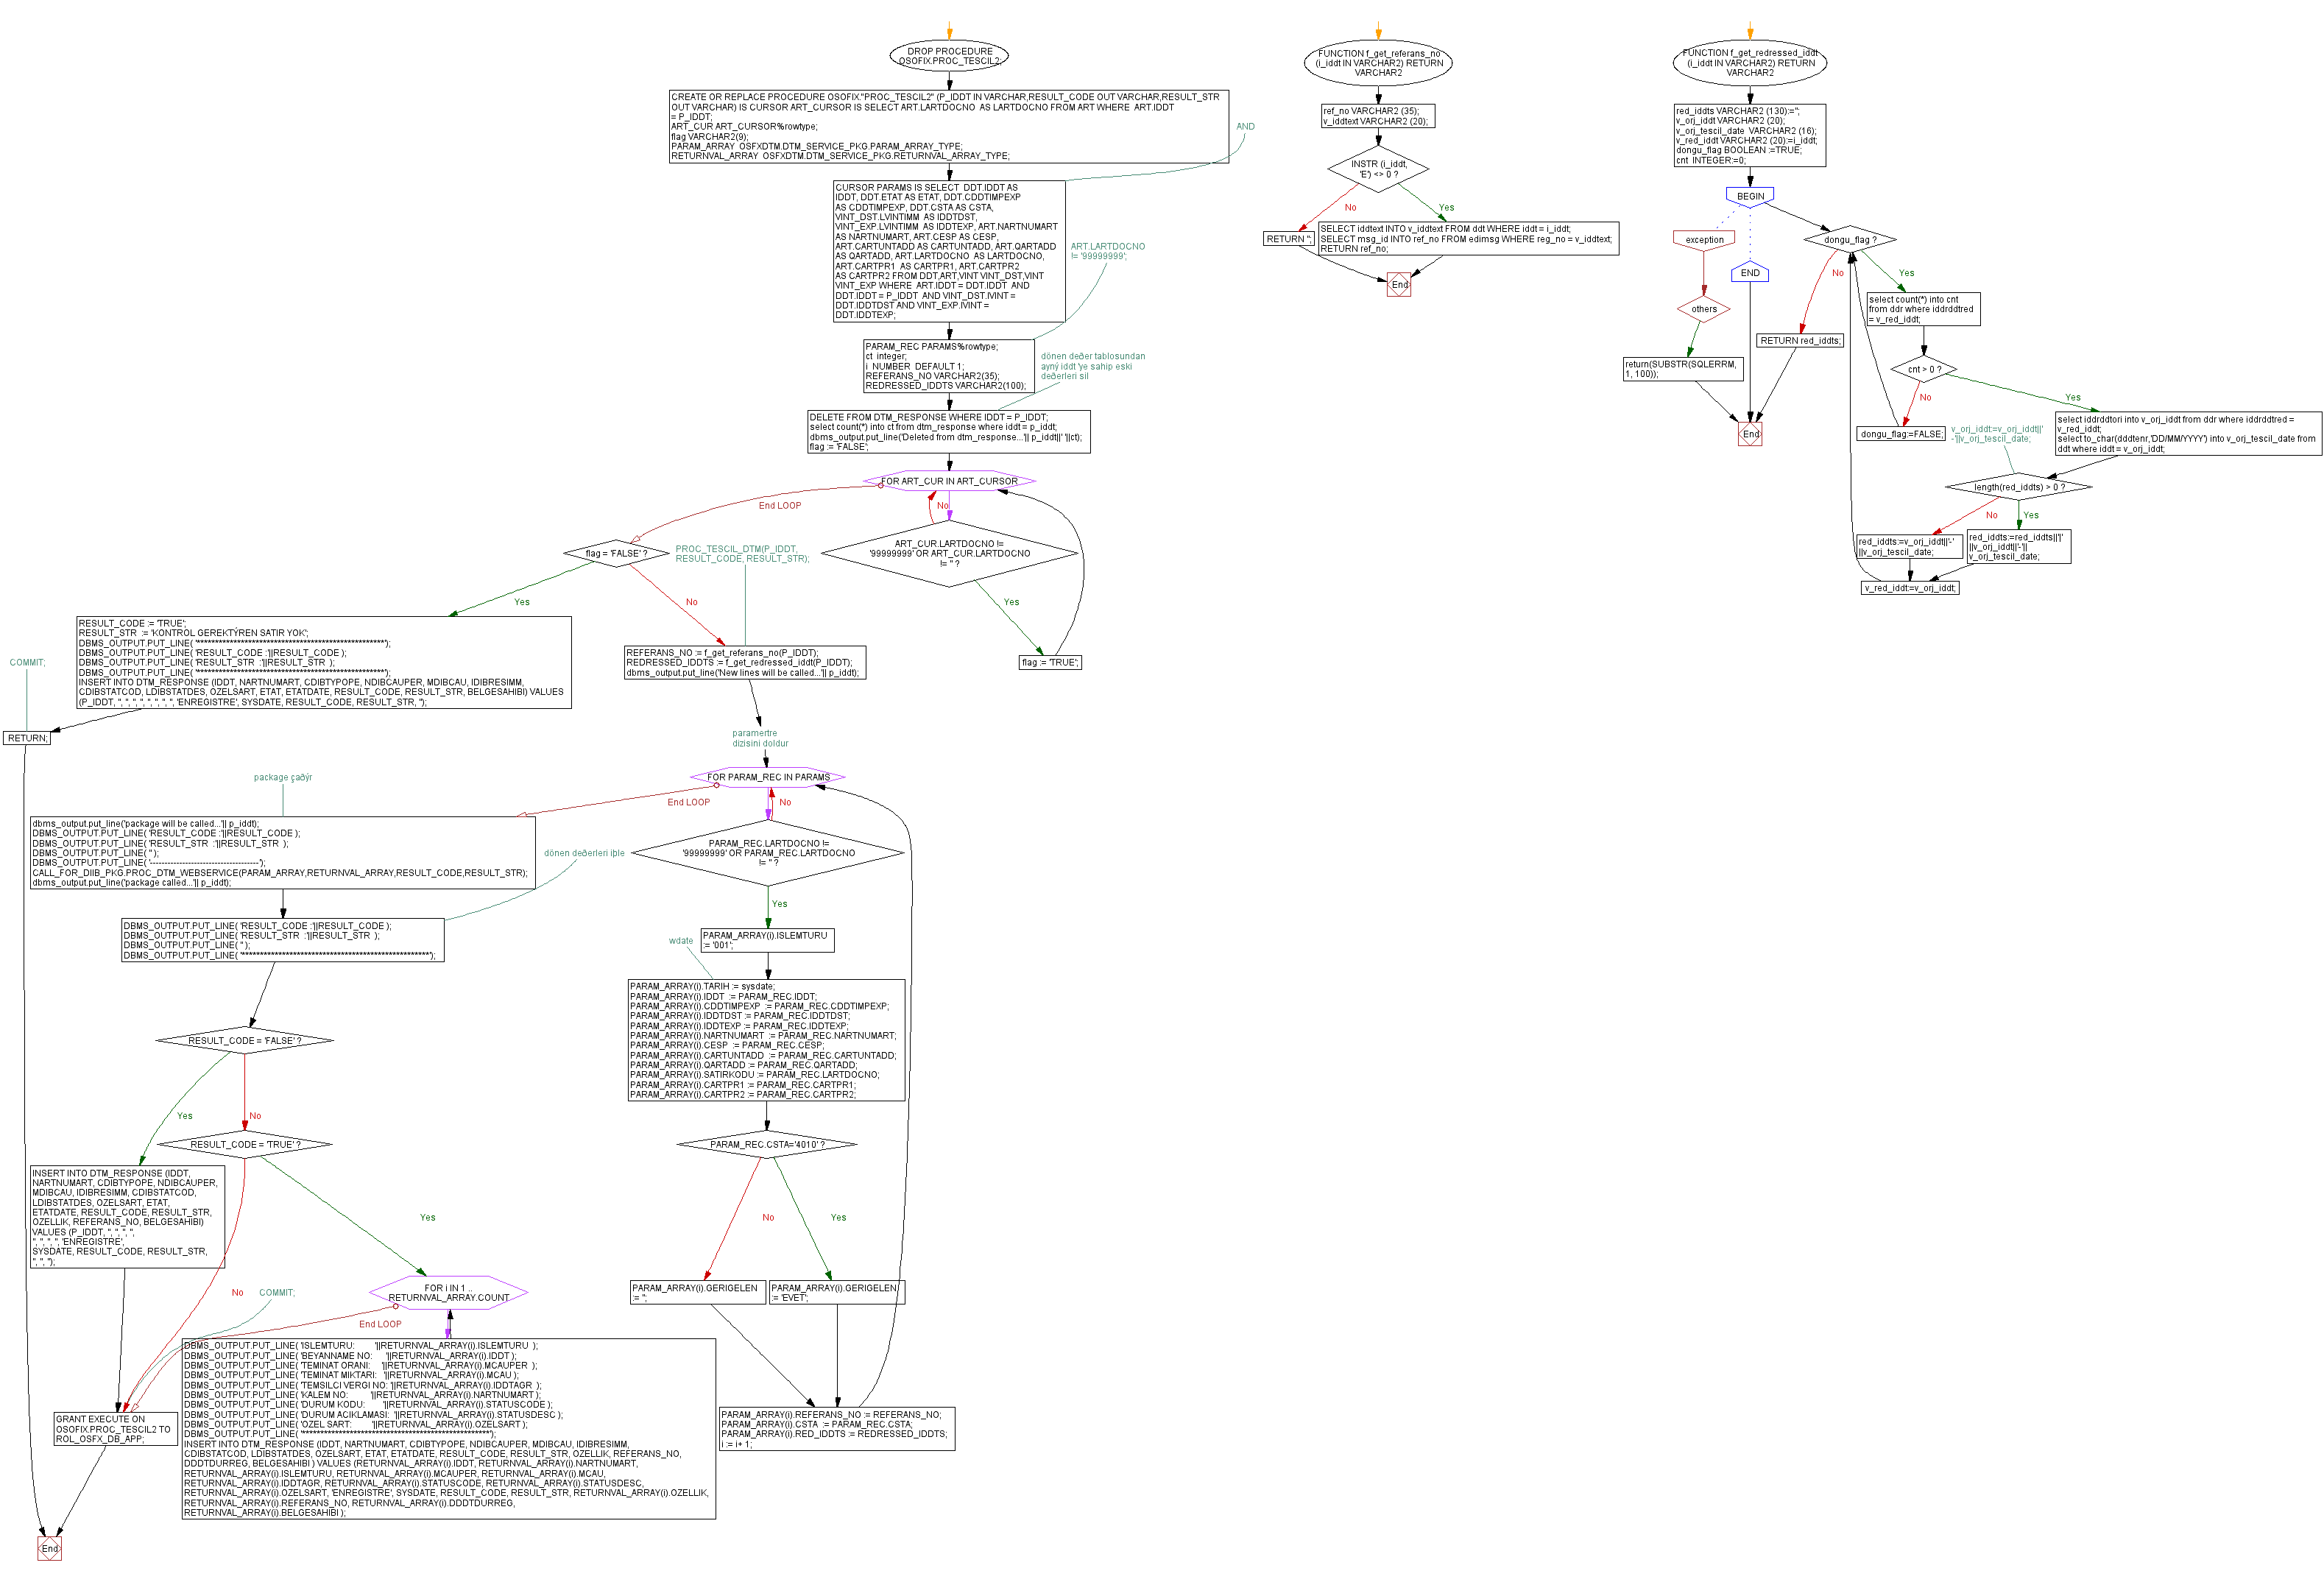 DROP PROCEDURE
OSOFIX.PROC_TESCIL2;
CREATE OR REPLACE PROCEDURE OSOFIX."PROC_TESCIL2" (P_IDDT IN VARCHAR,RESULT_CODE OUT VARCHAR,RESULT_STR
OUT VARCHAR) IS CURSOR ART_CURSOR IS SELECT ART.LARTDOCNO  AS LARTDOCNO FROM ART WHERE  ART.IDDT
= P_IDDT;
ART_CUR ART_CURSOR%rowtype;
flag VARCHAR2(9);
PARAM_ARRAY  OSFXDTM.DTM_SERVICE_PKG.PARAM_ARRAY_TYPE;
RETURNVAL_ARRAY  OSFXDTM.DTM_SERVICE_PKG.RETURNVAL_ARRAY_TYPE;
AND
CURSOR PARAMS IS SELECT  DDT.IDDT AS
IDDT, DDT.ETAT AS ETAT, DDT.CDDTIMPEXP
AS CDDTIMPEXP, DDT.CSTA AS CSTA,
VINT_DST.LVINTIMM  AS IDDTDST,
VINT_EXP.LVINTIMM  AS IDDTEXP, ART.NARTNUMART
AS NARTNUMART, ART.CESP AS CESP,
ART.CARTUNTADD AS CARTUNTADD, ART.QARTADD
AS QARTADD, ART.LARTDOCNO  AS LARTDOCNO,
ART.CARTPR1  AS CARTPR1, ART.CARTPR2
AS CARTPR2 FROM DDT,ART,VINT VINT_DST,VINT
VINT_EXP WHERE  ART.IDDT = DDT.IDDT  AND
DDT.IDDT = P_IDDT  AND VINT_DST.IVINT =
DDT.IDDTDST AND VINT_EXP.IVINT =
DDT.IDDTEXP;
ART.LARTDOCNO
!= '99999999';
PARAM_REC PARAMS%rowtype;
ct  integer;
i  NUMBER  DEFAULT 1;
REFERANS_NO VARCHAR2(35);
REDRESSED_IDDTS VARCHAR2(100);
dönen deðer tablosundan
ayný iddt 'ye sahip eski
deðerleri sil
DELETE FROM DTM_RESPONSE WHERE IDDT = P_IDDT;
select count(*) into ct from dtm_response where iddt = p_iddt;
dbms_output.put_line('Deleted from dtm_response...'|| p_iddt||' '||ct);
flag := 'FALSE';
FOR ART_CUR IN ART_CURSOR
End LOOP
No
flag = 'FALSE' ?
PROC_TESCIL_DTM(P_IDDT,
RESULT_CODE, RESULT_STR);
ART_CUR.LARTDOCNO !=
'99999999' OR ART_CUR.LARTDOCNO
!= '' ?
Yes
No
Yes
RESULT_CODE := 'TRUE';
RESULT_STR  := 'KONTROL GEREKTÝREN SATIR YOK';
DBMS_OUTPUT.PUT_LINE( '****************************************************');
DBMS_OUTPUT.PUT_LINE( 'RESULT_CODE :'||RESULT_CODE );
DBMS_OUTPUT.PUT_LINE( 'RESULT_STR  :'||RESULT_STR  );
DBMS_OUTPUT.PUT_LINE( '****************************************************');
INSERT INTO DTM_RESPONSE (IDDT, NARTNUMART, CDIBTYPOPE, NDIBCAUPER, MDIBCAU, IDIBRESIMM,
CDIBSTATCOD, LDIBSTATDES, OZELSART, ETAT, ETATDATE, RESULT_CODE, RESULT_STR, BELGESAHIBI) VALUES
(P_IDDT, '', '', '', '', '', '', '', '', 'ENREGISTRE', SYSDATE, RESULT_CODE, RESULT_STR, '');
REFERANS_NO := f_get_referans_no(P_IDDT);
REDRESSED_IDDTS := f_get_redressed_iddt(P_IDDT);
dbms_output.put_line('New lines will be called...'|| p_iddt);
flag := 'TRUE';
COMMIT;
RETURN;
paramertre
dizisini doldur
FOR PARAM_REC IN PARAMS
package çaðýr
End LOOP
No
dbms_output.put_line('package will be called...'|| p_iddt);
DBMS_OUTPUT.PUT_LINE( 'RESULT_CODE :'||RESULT_CODE );
DBMS_OUTPUT.PUT_LINE( 'RESULT_STR  :'||RESULT_STR  );
DBMS_OUTPUT.PUT_LINE( '' );
DBMS_OUTPUT.PUT_LINE( '-------------------------------------');
CALL_FOR_DIIB_PKG.PROC_DTM_WEBSERVICE(PARAM_ARRAY,RETURNVAL_ARRAY,RESULT_CODE,RESULT_STR);
dbms_output.put_line('package called...'|| p_iddt);
dönen deðerleri iþle
PARAM_REC.LARTDOCNO !=
'99999999' OR PARAM_REC.LARTDOCNO
!= '' ?
Yes
DBMS_OUTPUT.PUT_LINE( 'RESULT_CODE :'||RESULT_CODE );
DBMS_OUTPUT.PUT_LINE( 'RESULT_STR  :'||RESULT_STR  );
DBMS_OUTPUT.PUT_LINE( '' );
DBMS_OUTPUT.PUT_LINE( '****************************************************');
PARAM_ARRAY(i).ISLEMTURU
:= '001';
wdate
PARAM_ARRAY(i).TARIH := sysdate;
PARAM_ARRAY(i).IDDT  := PARAM_REC.IDDT;
PARAM_ARRAY(i).CDDTIMPEXP  := PARAM_REC.CDDTIMPEXP;
PARAM_ARRAY(i).IDDTDST := PARAM_REC.IDDTDST;
PARAM_ARRAY(i).IDDTEXP := PARAM_REC.IDDTEXP;
PARAM_ARRAY(i).NARTNUMART  := PARAM_REC.NARTNUMART;
PARAM_ARRAY(i).CESP  := PARAM_REC.CESP;
PARAM_ARRAY(i).CARTUNTADD  := PARAM_REC.CARTUNTADD;
PARAM_ARRAY(i).QARTADD := PARAM_REC.QARTADD;
PARAM_ARRAY(i).SATIRKODU := PARAM_REC.LARTDOCNO;
PARAM_ARRAY(i).CARTPR1 := PARAM_REC.CARTPR1;
PARAM_ARRAY(i).CARTPR2 := PARAM_REC.CARTPR2;
RESULT_CODE = 'FALSE' ?
Yes
No
RESULT_CODE = 'TRUE' ?
PARAM_REC.CSTA='4010' ?
INSERT INTO DTM_RESPONSE (IDDT,
NARTNUMART, CDIBTYPOPE, NDIBCAUPER,
MDIBCAU, IDIBRESIMM, CDIBSTATCOD,
LDIBSTATDES, OZELSART, ETAT,
ETATDATE, RESULT_CODE, RESULT_STR,
OZELLIK, REFERANS_NO, BELGESAHIBI)
VALUES (P_IDDT, '', '', '', '',
'', '', '', '', 'ENREGISTRE',
SYSDATE, RESULT_CODE, RESULT_STR,
'', '', '');
Yes
No
Yes
No
COMMIT;
FOR i IN 1 ..
RETURNVAL_ARRAY.COUNT
End LOOP
PARAM_ARRAY(i).GERIGELEN
:= '';
PARAM_ARRAY(i).GERIGELEN
:= 'EVET';
DBMS_OUTPUT.PUT_LINE( 'ISLEMTURU:         '||RETURNVAL_ARRAY(i).ISLEMTURU  );
DBMS_OUTPUT.PUT_LINE( 'BEYANNAME NO:      '||RETURNVAL_ARRAY(i).IDDT );
DBMS_OUTPUT.PUT_LINE( 'TEMINAT ORANI:     '||RETURNVAL_ARRAY(i).MCAUPER  );
DBMS_OUTPUT.PUT_LINE( 'TEMINAT MIKTARI:   '||RETURNVAL_ARRAY(i).MCAU );
DBMS_OUTPUT.PUT_LINE( 'TEMSILCI VERGI NO: '||RETURNVAL_ARRAY(i).IDDTAGR  );
DBMS_OUTPUT.PUT_LINE( 'KALEM NO:          '||RETURNVAL_ARRAY(i).NARTNUMART );
DBMS_OUTPUT.PUT_LINE( 'DURUM KODU:        '||RETURNVAL_ARRAY(i).STATUSCODE );
DBMS_OUTPUT.PUT_LINE( 'DURUM ACIKLAMASI:  '||RETURNVAL_ARRAY(i).STATUSDESC );
DBMS_OUTPUT.PUT_LINE( 'OZEL SART:         '||RETURNVAL_ARRAY(i).OZELSART );
DBMS_OUTPUT.PUT_LINE( '****************************************************');
INSERT INTO DTM_RESPONSE (IDDT, NARTNUMART, CDIBTYPOPE, NDIBCAUPER, MDIBCAU, IDIBRESIMM,
CDIBSTATCOD, LDIBSTATDES, OZELSART, ETAT, ETATDATE, RESULT_CODE, RESULT_STR, OZELLIK, REFERANS_NO,
DDDTDURREG, BELGESAHIBI ) VALUES (RETURNVAL_ARRAY(i).IDDT, RETURNVAL_ARRAY(i).NARTNUMART,
RETURNVAL_ARRAY(i).ISLEMTURU, RETURNVAL_ARRAY(i).MCAUPER, RETURNVAL_ARRAY(i).MCAU,
RETURNVAL_ARRAY(i).IDDTAGR, RETURNVAL_ARRAY(i).STATUSCODE, RETURNVAL_ARRAY(i).STATUSDESC,
RETURNVAL_ARRAY(i).OZELSART, 'ENREGISTRE', SYSDATE, RESULT_CODE, RESULT_STR, RETURNVAL_ARRAY(i).OZELLIK,
RETURNVAL_ARRAY(i).REFERANS_NO, RETURNVAL_ARRAY(i).DDDTDURREG,
RETURNVAL_ARRAY(i).BELGESAHIBI );
GRANT EXECUTE ON
OSOFIX.PROC_TESCIL2 TO
ROL_OSFX_DB_APP;
PARAM_ARRAY(i).REFERANS_NO := REFERANS_NO;
PARAM_ARRAY(i).CSTA  := PARAM_REC.CSTA;
PARAM_ARRAY(i).RED_IDDTS := REDRESSED_IDDTS;
i := i+ 1;
End
FUNCTION f_get_referans_no
(i_iddt IN VARCHAR2) RETURN
VARCHAR2
ref_no VARCHAR2 (35);
v_iddtext VARCHAR2 (20);
INSTR (i_iddt,
'E') <> 0 ?
No
Yes
RETURN '';
SELECT iddtext INTO v_iddtext FROM ddt WHERE iddt = i_iddt;
SELECT msg_id INTO ref_no FROM edimsg WHERE reg_no = v_iddtext;
RETURN ref_no;
End
FUNCTION f_get_redressed_iddt
(i_iddt IN VARCHAR2) RETURN
VARCHAR2
red_iddts VARCHAR2 (130):='';
v_orj_iddt VARCHAR2 (20);
v_orj_tescil_date  VARCHAR2 (16);
v_red_iddt VARCHAR2 (20):=i_iddt;
dongu_flag BOOLEAN :=TRUE;
cnt  INTEGER:=0;
BEGIN
exception
dongu_flag ?
END
No
Yes
others
select count(*) into cnt
from ddr where iddrddtred
= v_red_iddt;
RETURN red_iddts;
return(SUBSTR(SQLERRM,
1, 100));
cnt > 0 ?
No
Yes
End
dongu_flag:=FALSE;
v_orj_iddt:=v_orj_iddt||'
-'||v_orj_tescil_date;
select iddrddtori into v_orj_iddt from ddr where iddrddtred =
v_red_iddt;
select to_char(dddtenr,'DD/MM/YYYY') into v_orj_tescil_date from
ddt where iddt = v_orj_iddt;
length(red_iddts) > 0 ?
No
Yes
red_iddts:=v_orj_iddt||'-'
||v_orj_tescil_date;
red_iddts:=red_iddts||'|'
||v_orj_iddt||'-'||
v_orj_tescil_date;
v_red_iddt:=v_orj_iddt;